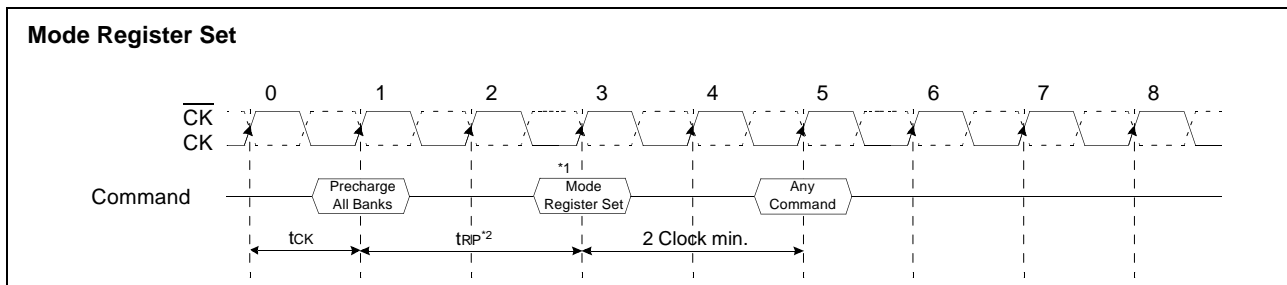 Mode Register Set
0 1 2 3 4 5 6 7 8
CK
CK
*1
Command
Precharge
All Banks
Mode
Register Set
Any
Command
tCK
tRP*2
2 Clock min.